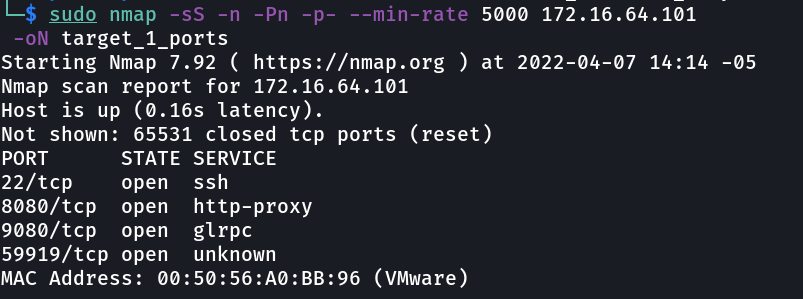 └─$ sudo nmap -sS -n -Pn -p- --min-rate 5000 172.16.64.101
-oN target_1_ports
Starting Nmap 7.92 ( https://nmap.org ) at 2022-04-07 14:14 -05
Nmap scan report for 172.16.64.101
Host is up (0.16s latency).
Not shown: 65531 closed tcp ports (reset)
PORT      STATE SERVICE
22/tcp    open  ssh
8080/tcp  open  http-proxy
9080/tcp  open  glrpc
59919/tcp open  unknown
MAC Address: 00:50:56:A0:BB:96 (VMware)